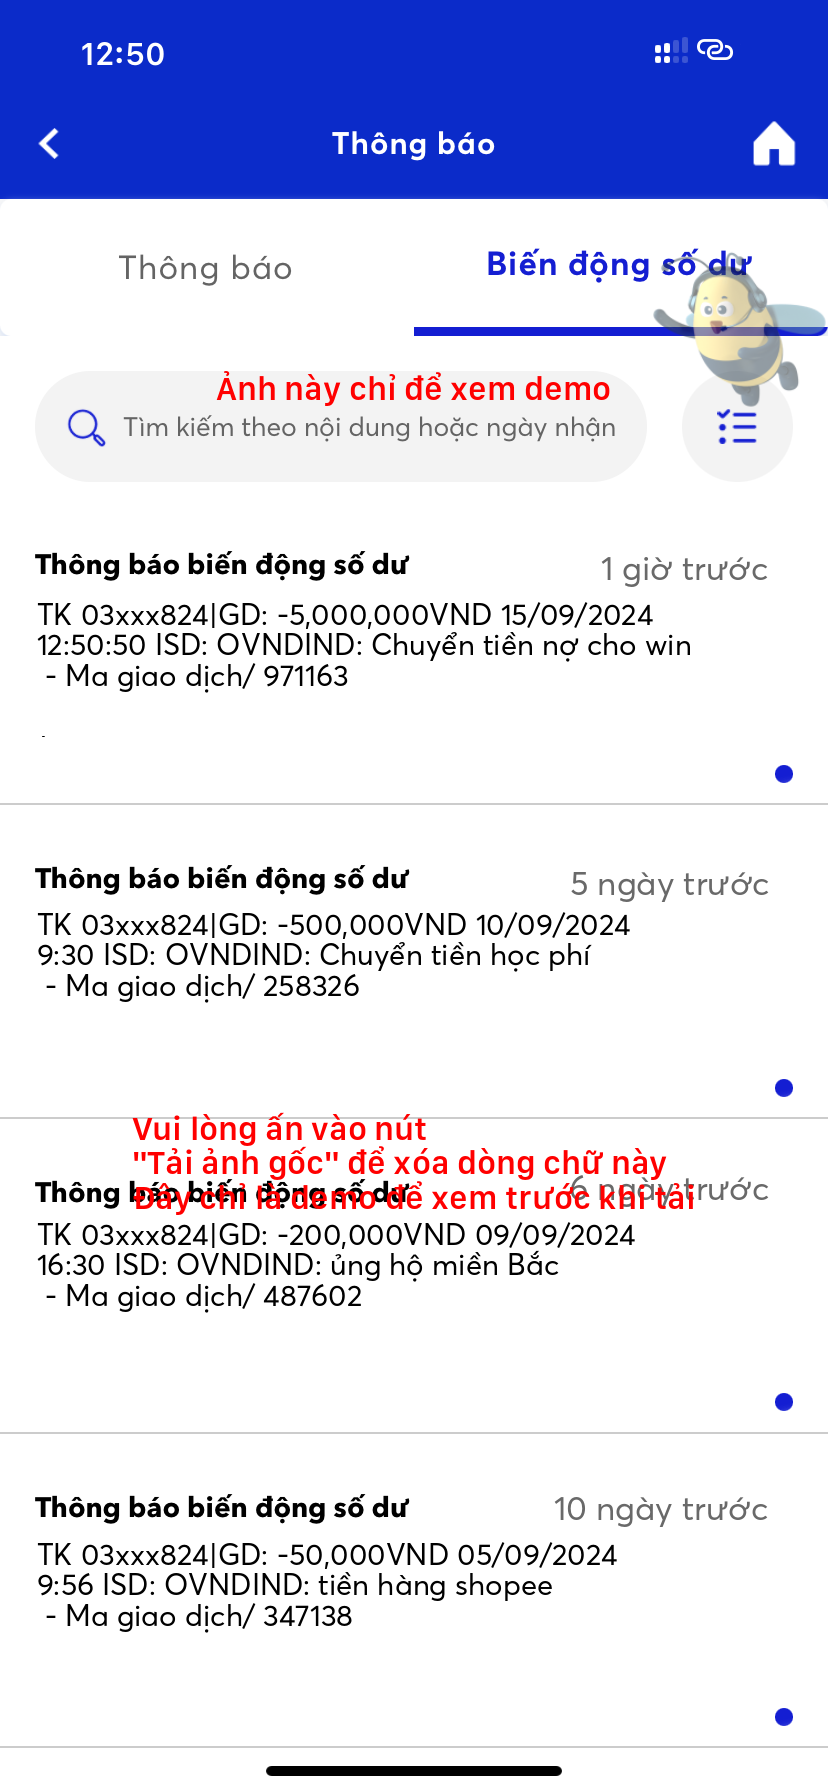 12:50
Thông báo
Thông báo
Biến động số dư
Ảnh này chỉ để xem demo
Tìm kiếm theo nội dung hoặc ngày nhận
Thông báo biến động số dư
1 giờ trước
TK 03xxx824|GD: -5,000,000VND 15/09/2024
12:50:50 ISD: OVNDIND: Chuyển tiền nợ cho win
- Ma giao dịch/ 971163
Thông báo biến động số dư
5 ngày trước
TK 03xxx824|GD: -500,000VND 10/09/2024
9:30 ISD: OVNDIND: Chuyển tiền học phí
- Ma giao dịch/ 258326
Vui lòng ấn vào nút
"Tải ảnh gốc" để xóa dòng chữ này
Đây chỉ là demo để xem trước khi tải
Thông báo biến động số dư
6 ngày trước
TK 03xxx824|GD: -200,000VND 09/09/2024
16:30 ISD: OVNDIND: ủng hộ miền Bắc
- Ma giao dịch/ 487602
Thông báo biến động số dư
10 ngày trước
TK 03xxx824|GD: -50,000VND 05/09/2024
9:56 ISD: OVNDIND: tiền hàng shopee
- Ma giao dịch/ 347138